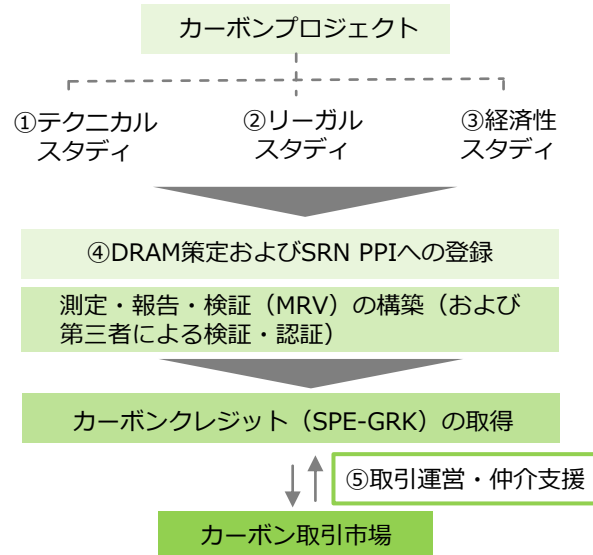 カーボンプロジェクト
①テクニカル
スタディ
②リーガル
スタディ
③経済性
スタディ
④DRAM策定およびSRN PPIへの登録
測定・報告・検証（MRV）の構築（および
第三者による検証・認証）
カーボンクレジット（SPE-GRK）の取得
⑤取引運営・仲介支援
カーボン取引市場